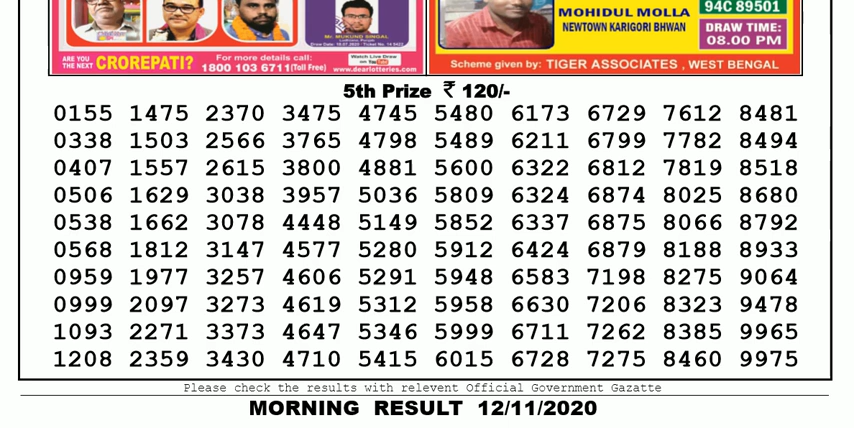 Mr. MUKUND SINGH
ARE YOU THE NEXT CROREPATI?
For more details call:
1800 103 6711(Toll Free)
Watch Live Draw
www.dearlotteries.com
MOHIDUL MOLLA
NEWTOWN KARIGORI BHWAN
94C 89501
DRAW TIME:
08.00 PM
Scheme given by: TIGER ASSOCIATES , WEST BENGAL
5th Prize ₹ 120/-
0155 1475 2370 3475 4745 5480 6173 6729 7612 8481
0338 1503 2566 3765 4798 5489 6211 6799 7782 8494
0407 1557 2615 3800 4881 5600 6322 6812 7819 8518
0506 1629 3038 3957 5036 5809 6324 6874 8025 8680
0538 1662 3078 4448 5149 5852 6337 6875 8066 8792
0568 1812 3147 4577 5280 5912 6424 6879 8188 8933
0959 1977 3257 4606 5291 5948 6583 7198 8275 9064
0999 2097 3273 4619 5312 5958 6630 7206 8323 9478
1093 2271 3373 4647 5346 5999 6711 7262 8385 9965
1208 2359 3430 4710 5415 6015 6728 7275 8460 9975
Please check the results with relevent Official Government Gazatte
MORNING RESULT 12/11/2020